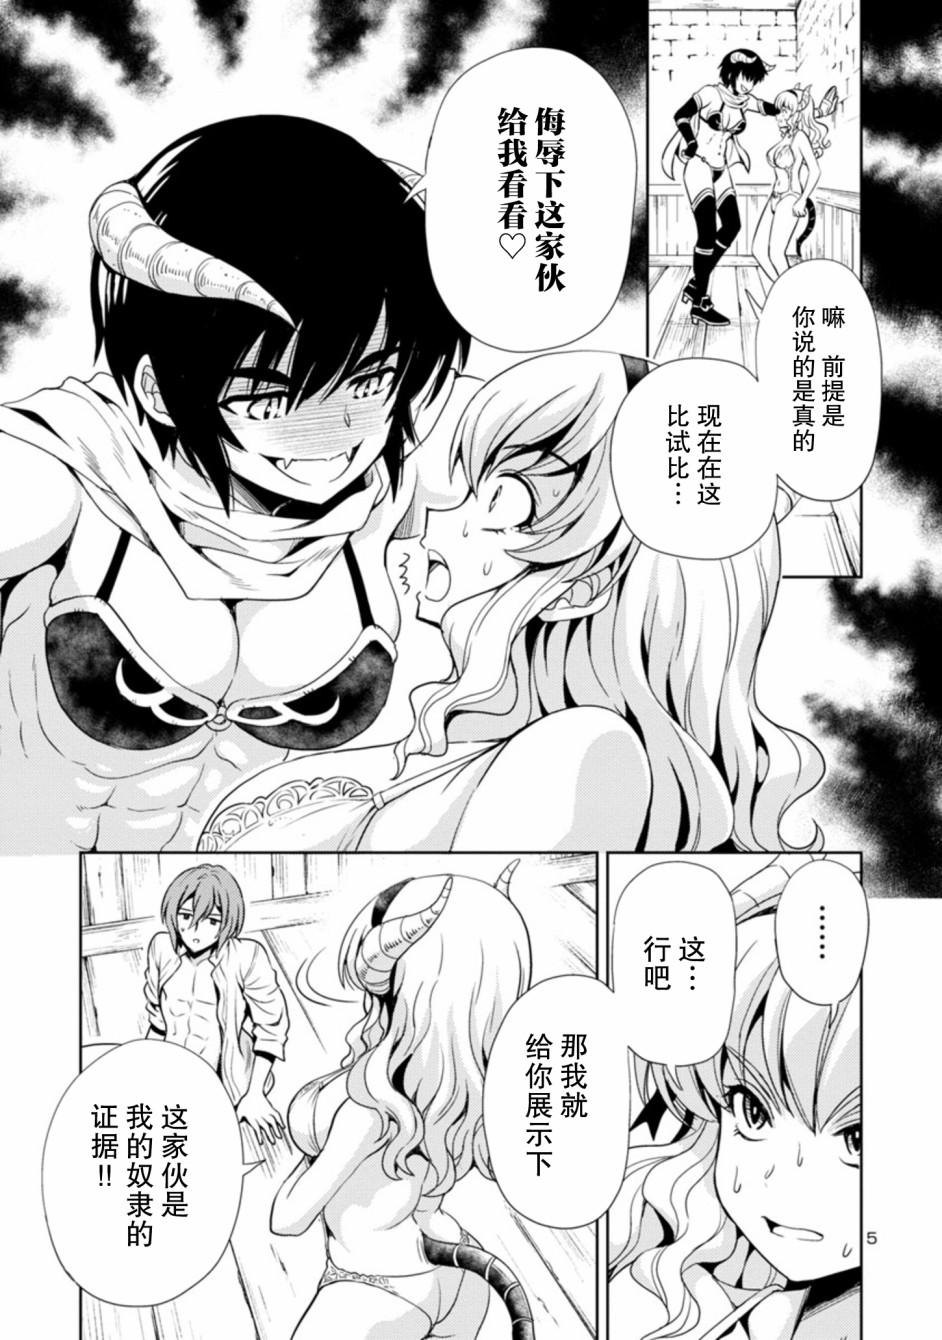 嘛 前提是
你说的是真的
现在在这
比试比…
侮辱下这家伙
给我看看♡
……
这…
行吧
那我就
给你展示下
这家伙是
我的奴隶的
证据!!
5